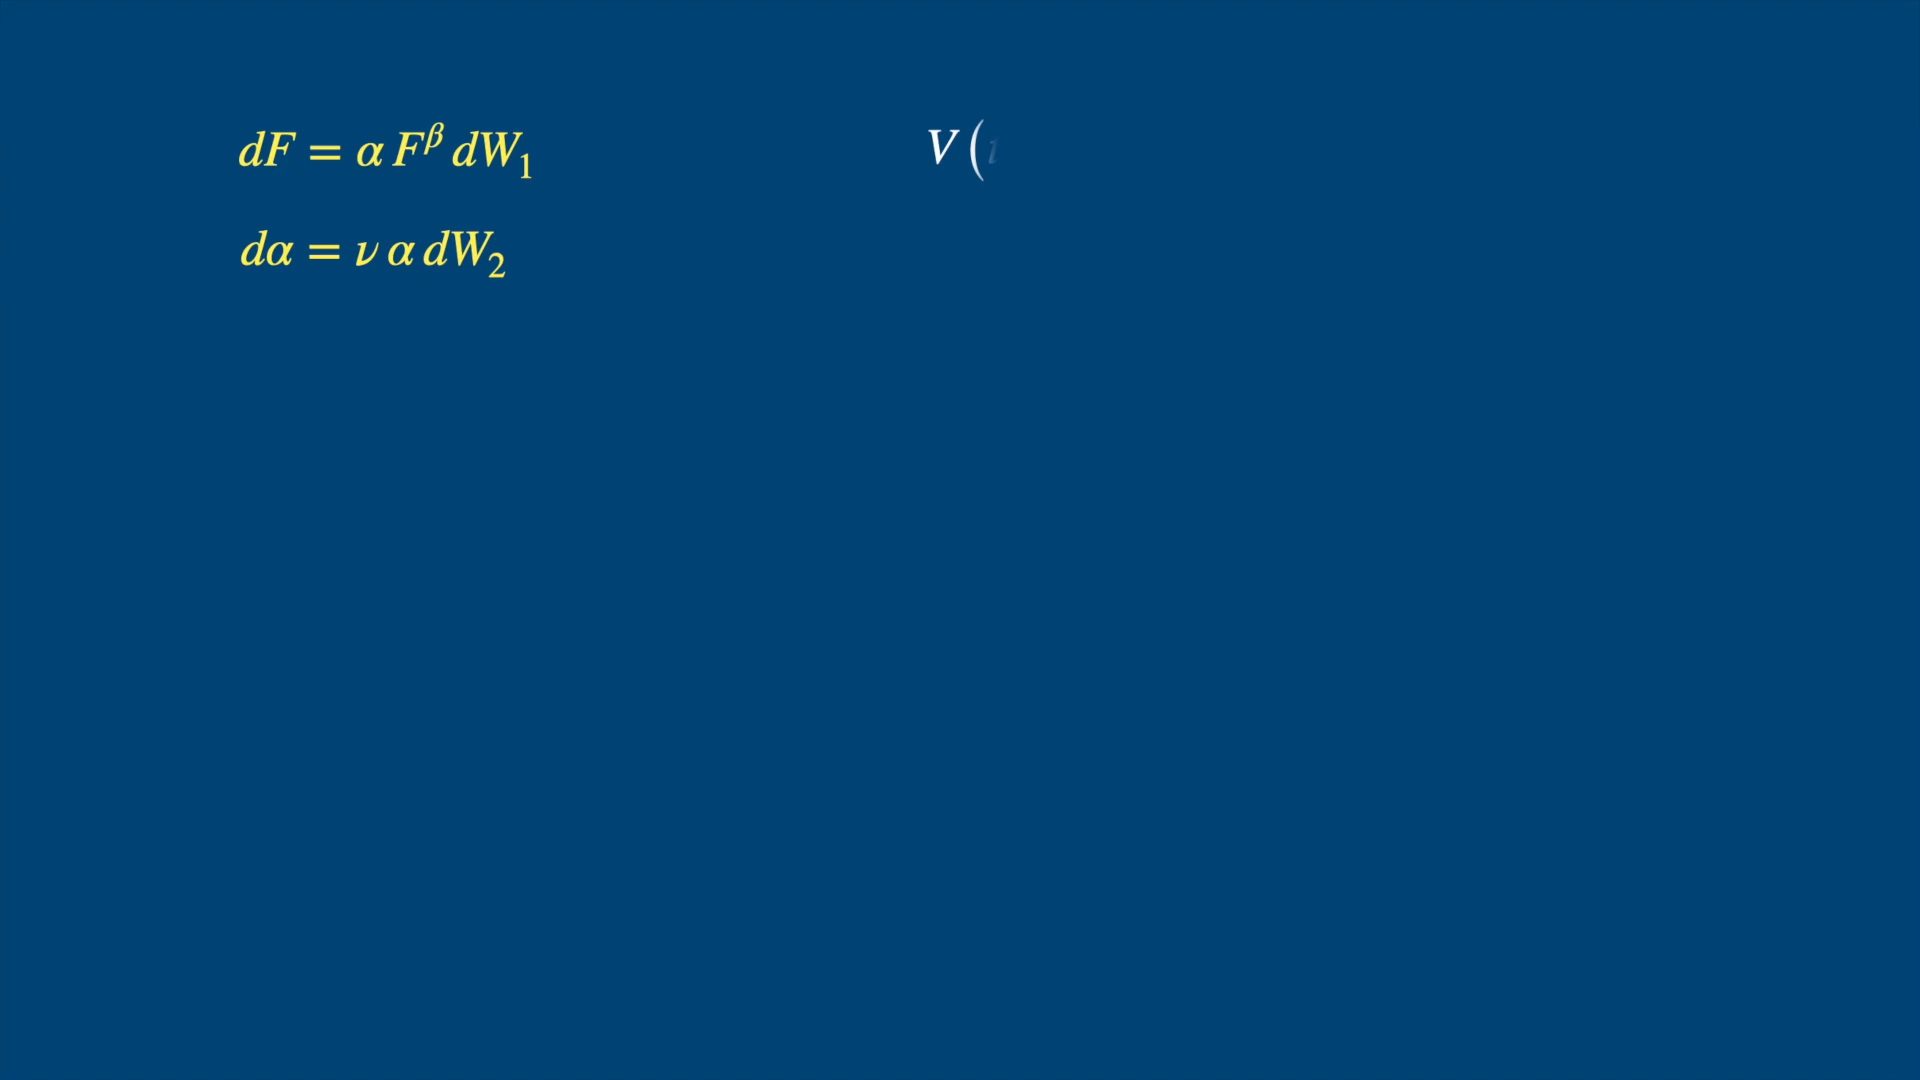 dF = α F^β dW₁
V (
dα = ν α dW₂